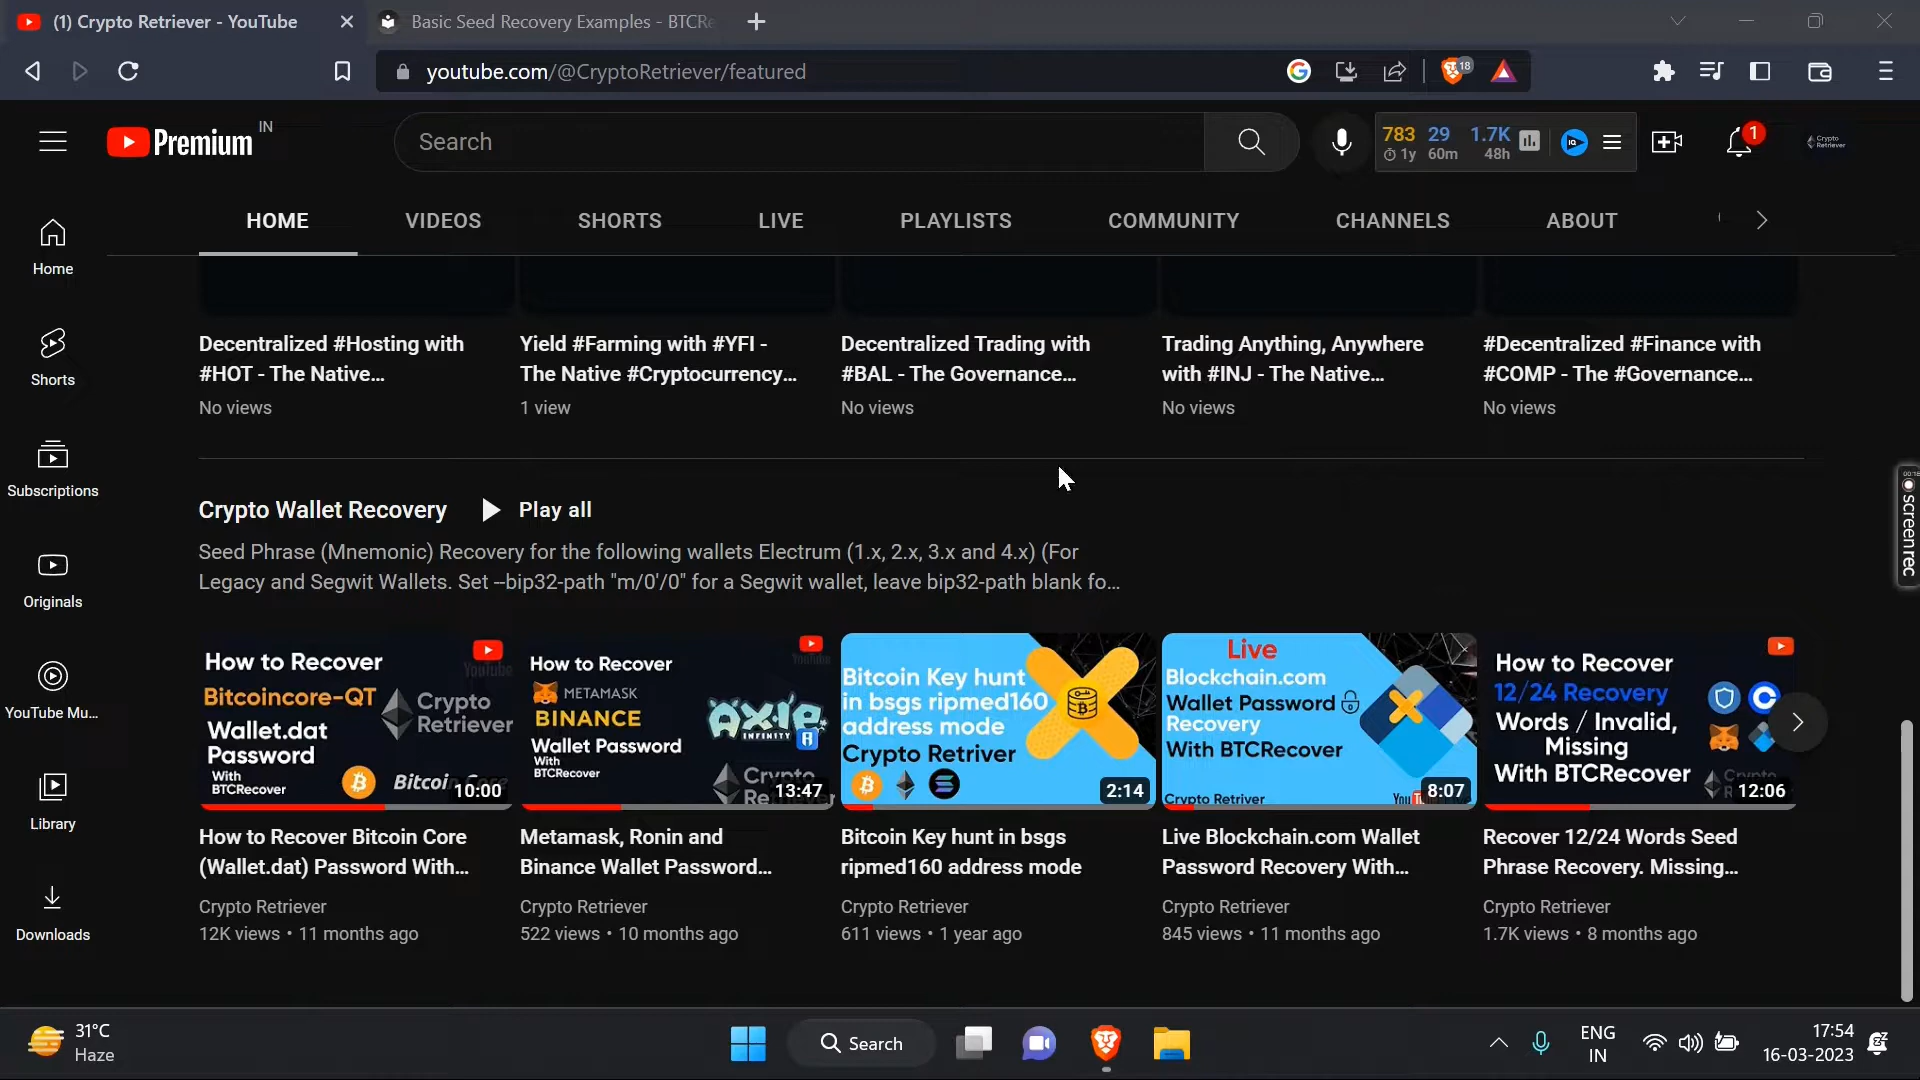 (1) Crypto Retriever - YouTube
Basic Seed Recovery Examples - BTCRe
youtube.com/@CryptoRetriever/featured
18
Premium IN
Search
783 29 1.7K
1y 60m 48h
IQ
1
Crypto
Retriever
HOME VIDEOS SHORTS LIVE PLAYLISTS COMMUNITY CHANNELS ABOUT
Home
Shorts
Subscriptions
Originals
YouTube Mu...
Library
Downloads
Decentralized #Hosting with
#HOT - The Native...
No views
Yield #Farming with #YFI -
The Native #Cryptocurrency...
1 view
Decentralized Trading with
#BAL - The Governance...
No views
Trading Anything, Anywhere
with #INJ - The Native...
No views
#Decentralized #Finance with
#COMP - The #Governance...
No views
screenrec
Crypto Wallet Recovery Play all
Seed Phrase (Mnemonic) Recovery for the following wallets Electrum (1.x, 2.x, 3.x and 4.x) (For
Legacy and Segwit Wallets. Set --bip32-path "m/0'/0" for a Segwit wallet, leave bip32-path blank fo...
How to Recover
Bitcoincore-QT
Wallet.dat
Password
With
BTCRecover
YouTube
Crypto
Retriever
Bitcoin Core
10:00
How to Recover Bitcoin Core
(Wallet.dat) Password With...
Crypto Retriever
12K views • 11 months ago
How to Recover
METAMASK
BINANCE
Wallet Password
With
BTCRecover
YouTube
AXIE
INFINITY
Crypto
13:47
Metamask, Ronin and
Binance Wallet Password...
Crypto Retriever
522 views • 10 months ago
Bitcoin Key hunt
in bsgs ripmed160
address mode
Crypto Retriver
2:14
Bitcoin Key hunt in bsgs
ripmed160 address mode
Crypto Retriever
611 views • 1 year ago
Live
Blockchain.com
Wallet Password
Recovery
With BTCRecover
Crypto Retriver
8:07
Live Blockchain.com Wallet
Password Recovery With...
Crypto Retriever
845 views • 11 months ago
How to Recover
12/24 Recovery
Words / Invalid,
Missing
With BTCRecover
Crypto
12:06
Recover 12/24 Words Seed
Phrase Recovery. Missing...
Crypto Retriever
1.7K views • 8 months ago
31°C
Haze
Search
ENG
IN
17:54
16-03-2023